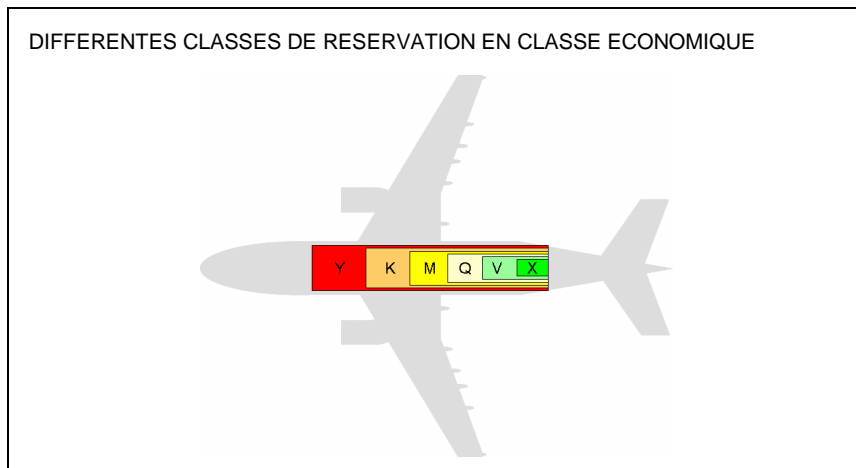 DIFFERENTES CLASSES DE RESERVATION EN CLASSE ECONOMIQUE
Y K M Q V X